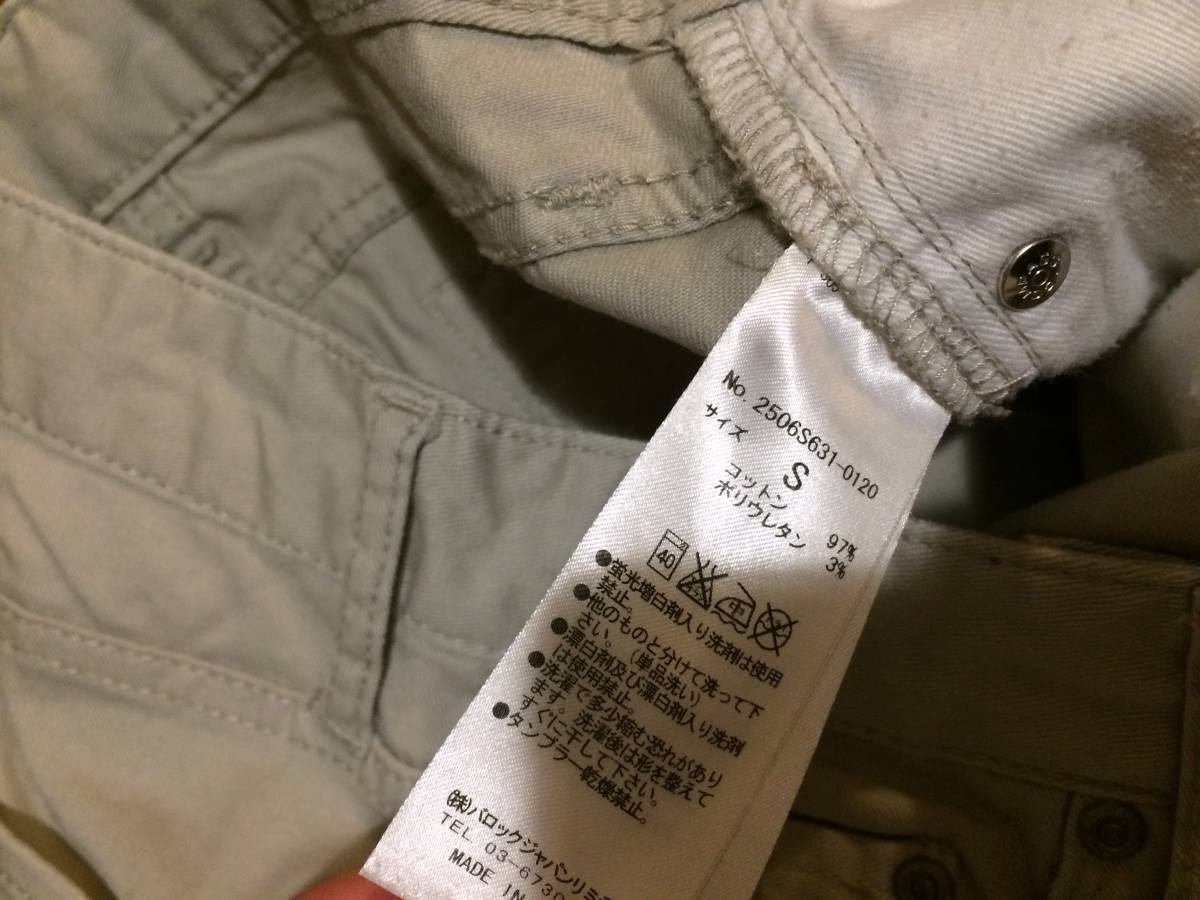 No. 2506S631-0120
サイズ
S
コットン 97%
ポリウレタン 3%
40
●蛍光増白剤入り洗剤は使用
禁止。
●他のものと分けて洗って下
さい。(単品洗い)
●漂白剤及び漂白剤入り洗剤
は使用禁止。
●洗濯で多少縮む恐れがあり
ます。洗濯後は形を整えて
すぐに干して下さい。
●タンブラー乾燥禁止。
(株)バロックジャパンリミ
TEL 03-6730
MADE IN